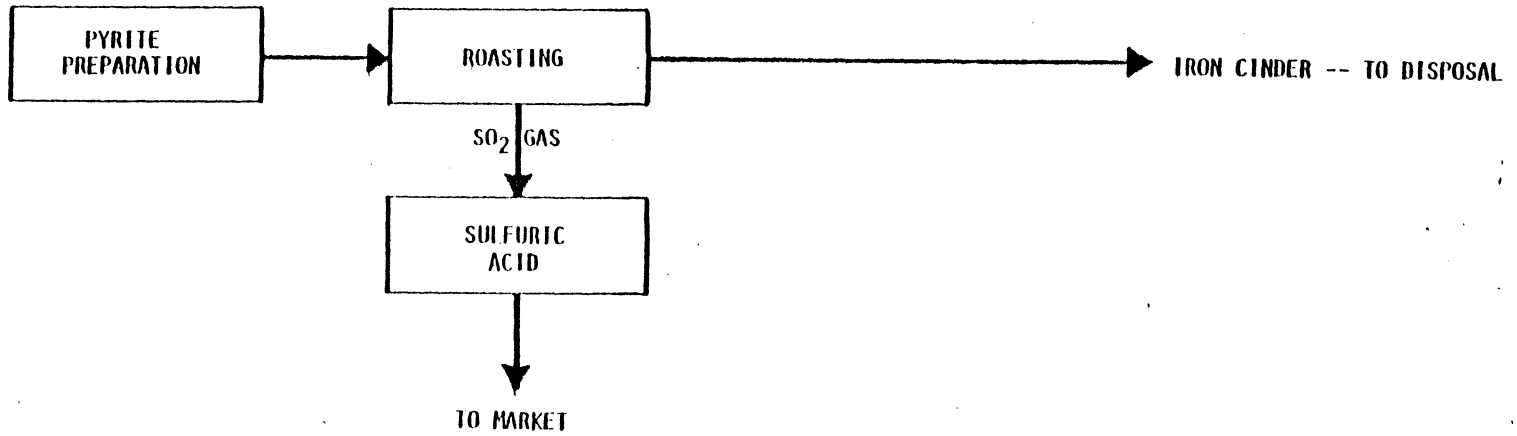 PYRITE
PREPARATION
ROASTING
IRON CINDER -- TO DISPOSAL
SO₂ GAS
SULFURIC
ACID
TO MARKET